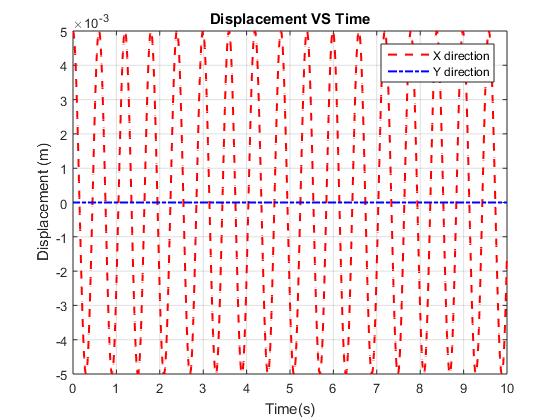 Displacement VS Time
×10-3
5
4
3
2
1
0
-1
-2
-3
-4
-5
Displacement (m)
X direction
Y direction
0 1 2 3 4 5 6 7 8 9 10
Time(s)